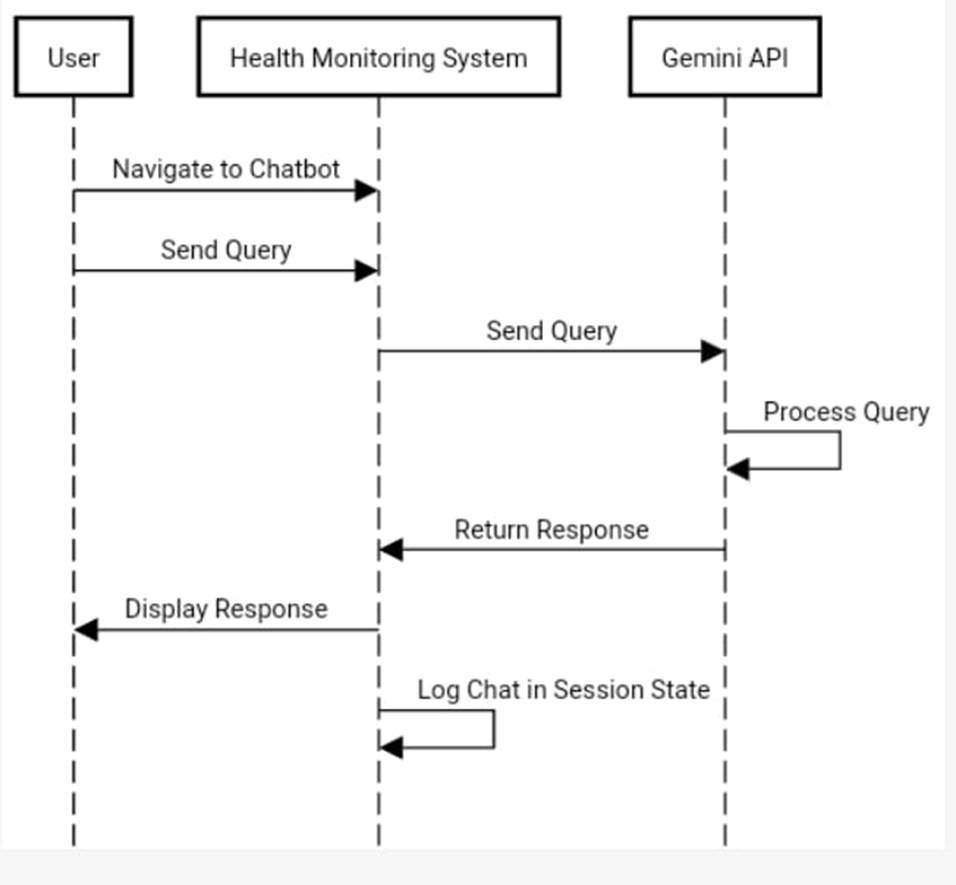 User
Health Monitoring System
Gemini API
Navigate to Chatbot
Send Query
Send Query
Process Query
Return Response
Display Response
Log Chat in Session State